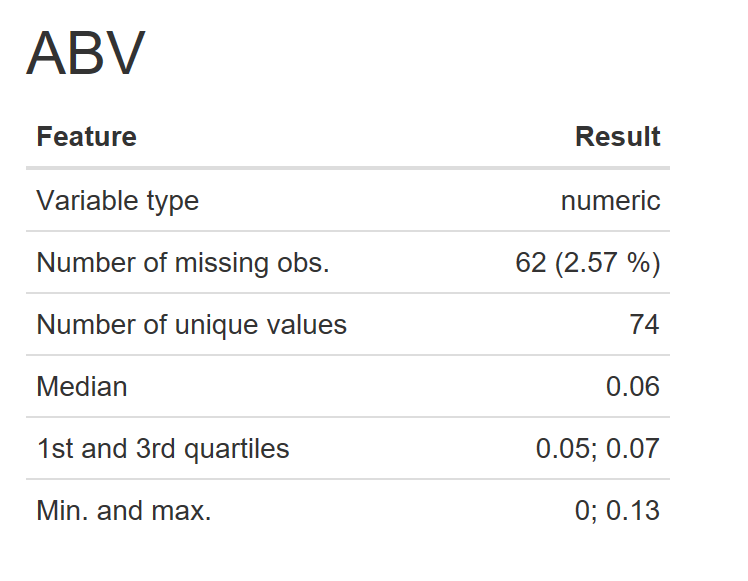 ABV
Feature Result
Variable type numeric
Number of missing obs. 62 (2.57 %)
Number of unique values 74
Median 0.06
1st and 3rd quartiles 0.05; 0.07
Min. and max. 0; 0.13